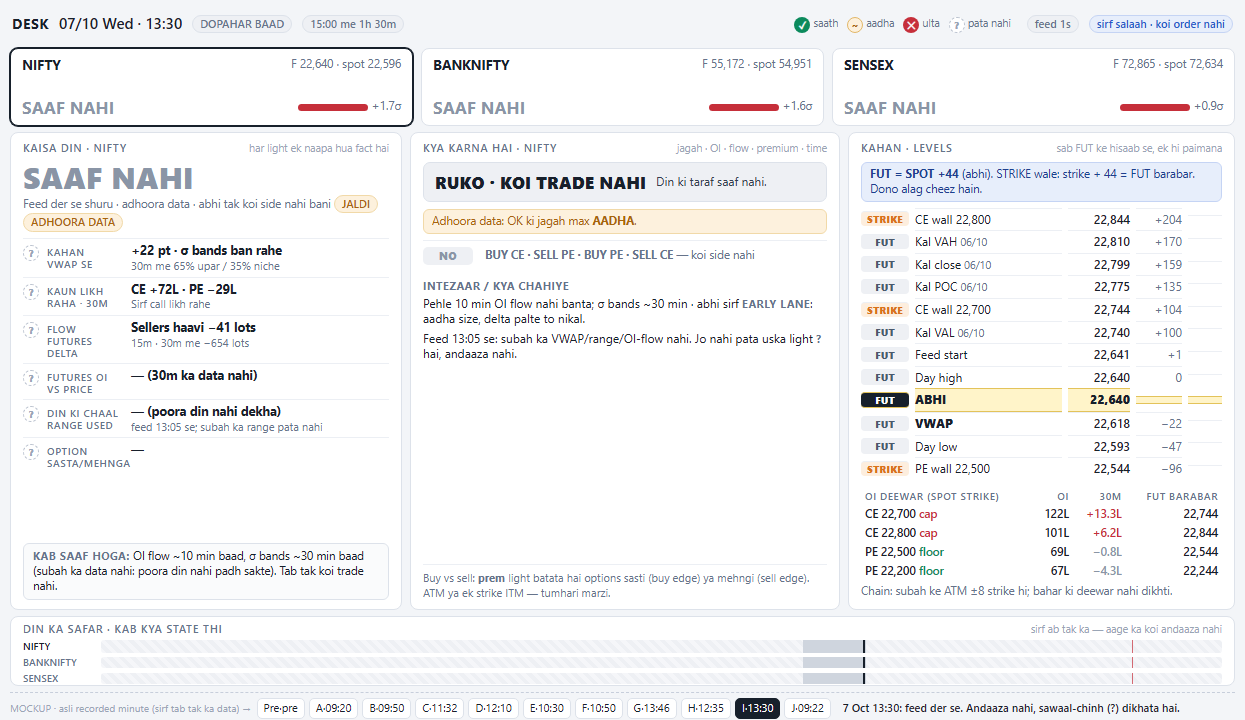 DESK 07/10 Wed · 13:30 DOPAHAR BAAD 15:00 me 1h 30m ✓ saath ~ aadha ✕ ulta ? pata nahi feed 1s sirf salaah · koi order nahi
NIFTY F 22,640 · spot 22,596
SAAF NAHI +1.7σ
BANKNIFTY F 55,172 · spot 54,951
SAAF NAHI +1.6σ
SENSEX F 72,865 · spot 72,634
SAAF NAHI +0.9σ
KAISA DIN · NIFTY har light ek naapa hua fact hai
SAAF NAHI
Feed der se shuru · adhoora data · abhi tak koi side nahi bani JALDI
ADHOORA DATA
? KAHAN VWAP SE +22 pt · σ bands ban rahe
30m me 65% upar / 35% niche
? KAUN LIKH RAHA · 30M CE +72L · PE −29L
Sirf call likh rahe
? FLOW FUTURES DELTA Sellers haavi −41 lots
15m · 30m me −654 lots
? FUTURES OI VS PRICE — (30m ka data nahi)
? DIN KI CHAAL RANGE USED — (poora din nahi dekha)
feed 13:05 se; subah ka range pata nahi
? OPTION SASTA/MEHNGA —
KAB SAAF HOGA: OI flow ~10 min baad, σ bands ~30 min baad
(subah ka data nahi: poora din nahi padh sakte). Tab tak koi trade
nahi.
KYA KARNA HAI · NIFTY jagah · OI · flow · premium · time
RUKO · KOI TRADE NAHI Din ki taraf saaf nahi.
Adhoora data: OK ki jagah max AADHA.
NO BUY CE · SELL PE · BUY PE · SELL CE — koi side nahi
INTEZAAR / KYA CHAHIYE
Pehle 10 min OI flow nahi banta; σ bands ~30 min · abhi sirf EARLY LANE:
aadha size, delta palte to nikal.
Feed 13:05 se: subah ka VWAP/range/OI-flow nahi. Jo nahi pata uska light ?
hai, andaaza nahi.
Buy vs sell: prem light batata hai options sasti (buy edge) ya mehngi (sell edge).
ATM ya ek strike ITM — tumhari marzi.
KAHAN · LEVELS sab FUT ke hisaab se, ek hi paimana
FUT = SPOT +44 (abhi). STRIKE wale: strike + 44 = FUT barabar.
Dono alag cheez hain.
STRIKE CE wall 22,800 22,844 +204
FUT Kal VAH 06/10 22,810 +170
FUT Kal close 06/10 22,799 +159
FUT Kal POC 06/10 22,775 +135
STRIKE CE wall 22,700 22,744 +104
FUT Kal VAL 06/10 22,740 +100
FUT Feed start 22,641 +1
FUT Day high 22,640 0
FUT ABHI 22,640
FUT VWAP 22,618 −22
FUT Day low 22,593 −47
STRIKE PE wall 22,500 22,544 −96
OI DEEWAR (SPOT STRIKE) OI 30M FUT BARABAR
CE 22,700 cap 122L +13.3L 22,744
CE 22,800 cap 101L +6.2L 22,844
PE 22,500 floor 69L −0.8L 22,544
PE 22,200 floor 67L −4.3L 22,244
Chain: subah ke ATM ±8 strike hi; bahar ki deewar nahi dikhti.
DIN KA SAFAR · KAB KYA STATE THI sirf ab tak ka — aage ka koi andaaza nahi
NIFTY
BANKNIFTY
SENSEX
MOCKUP · asli recorded minute (sirf tab tak ka data) → Pre·pre A·09:20 B·09:50 C·11:32 D·12:10 E·10:30 F·10:50 G·13:46 H·12:35 I·13:30 J·09:22 7 Oct 13:30: feed der se. Andaaza nahi, sawaal-chinh (?) dikhata hai.